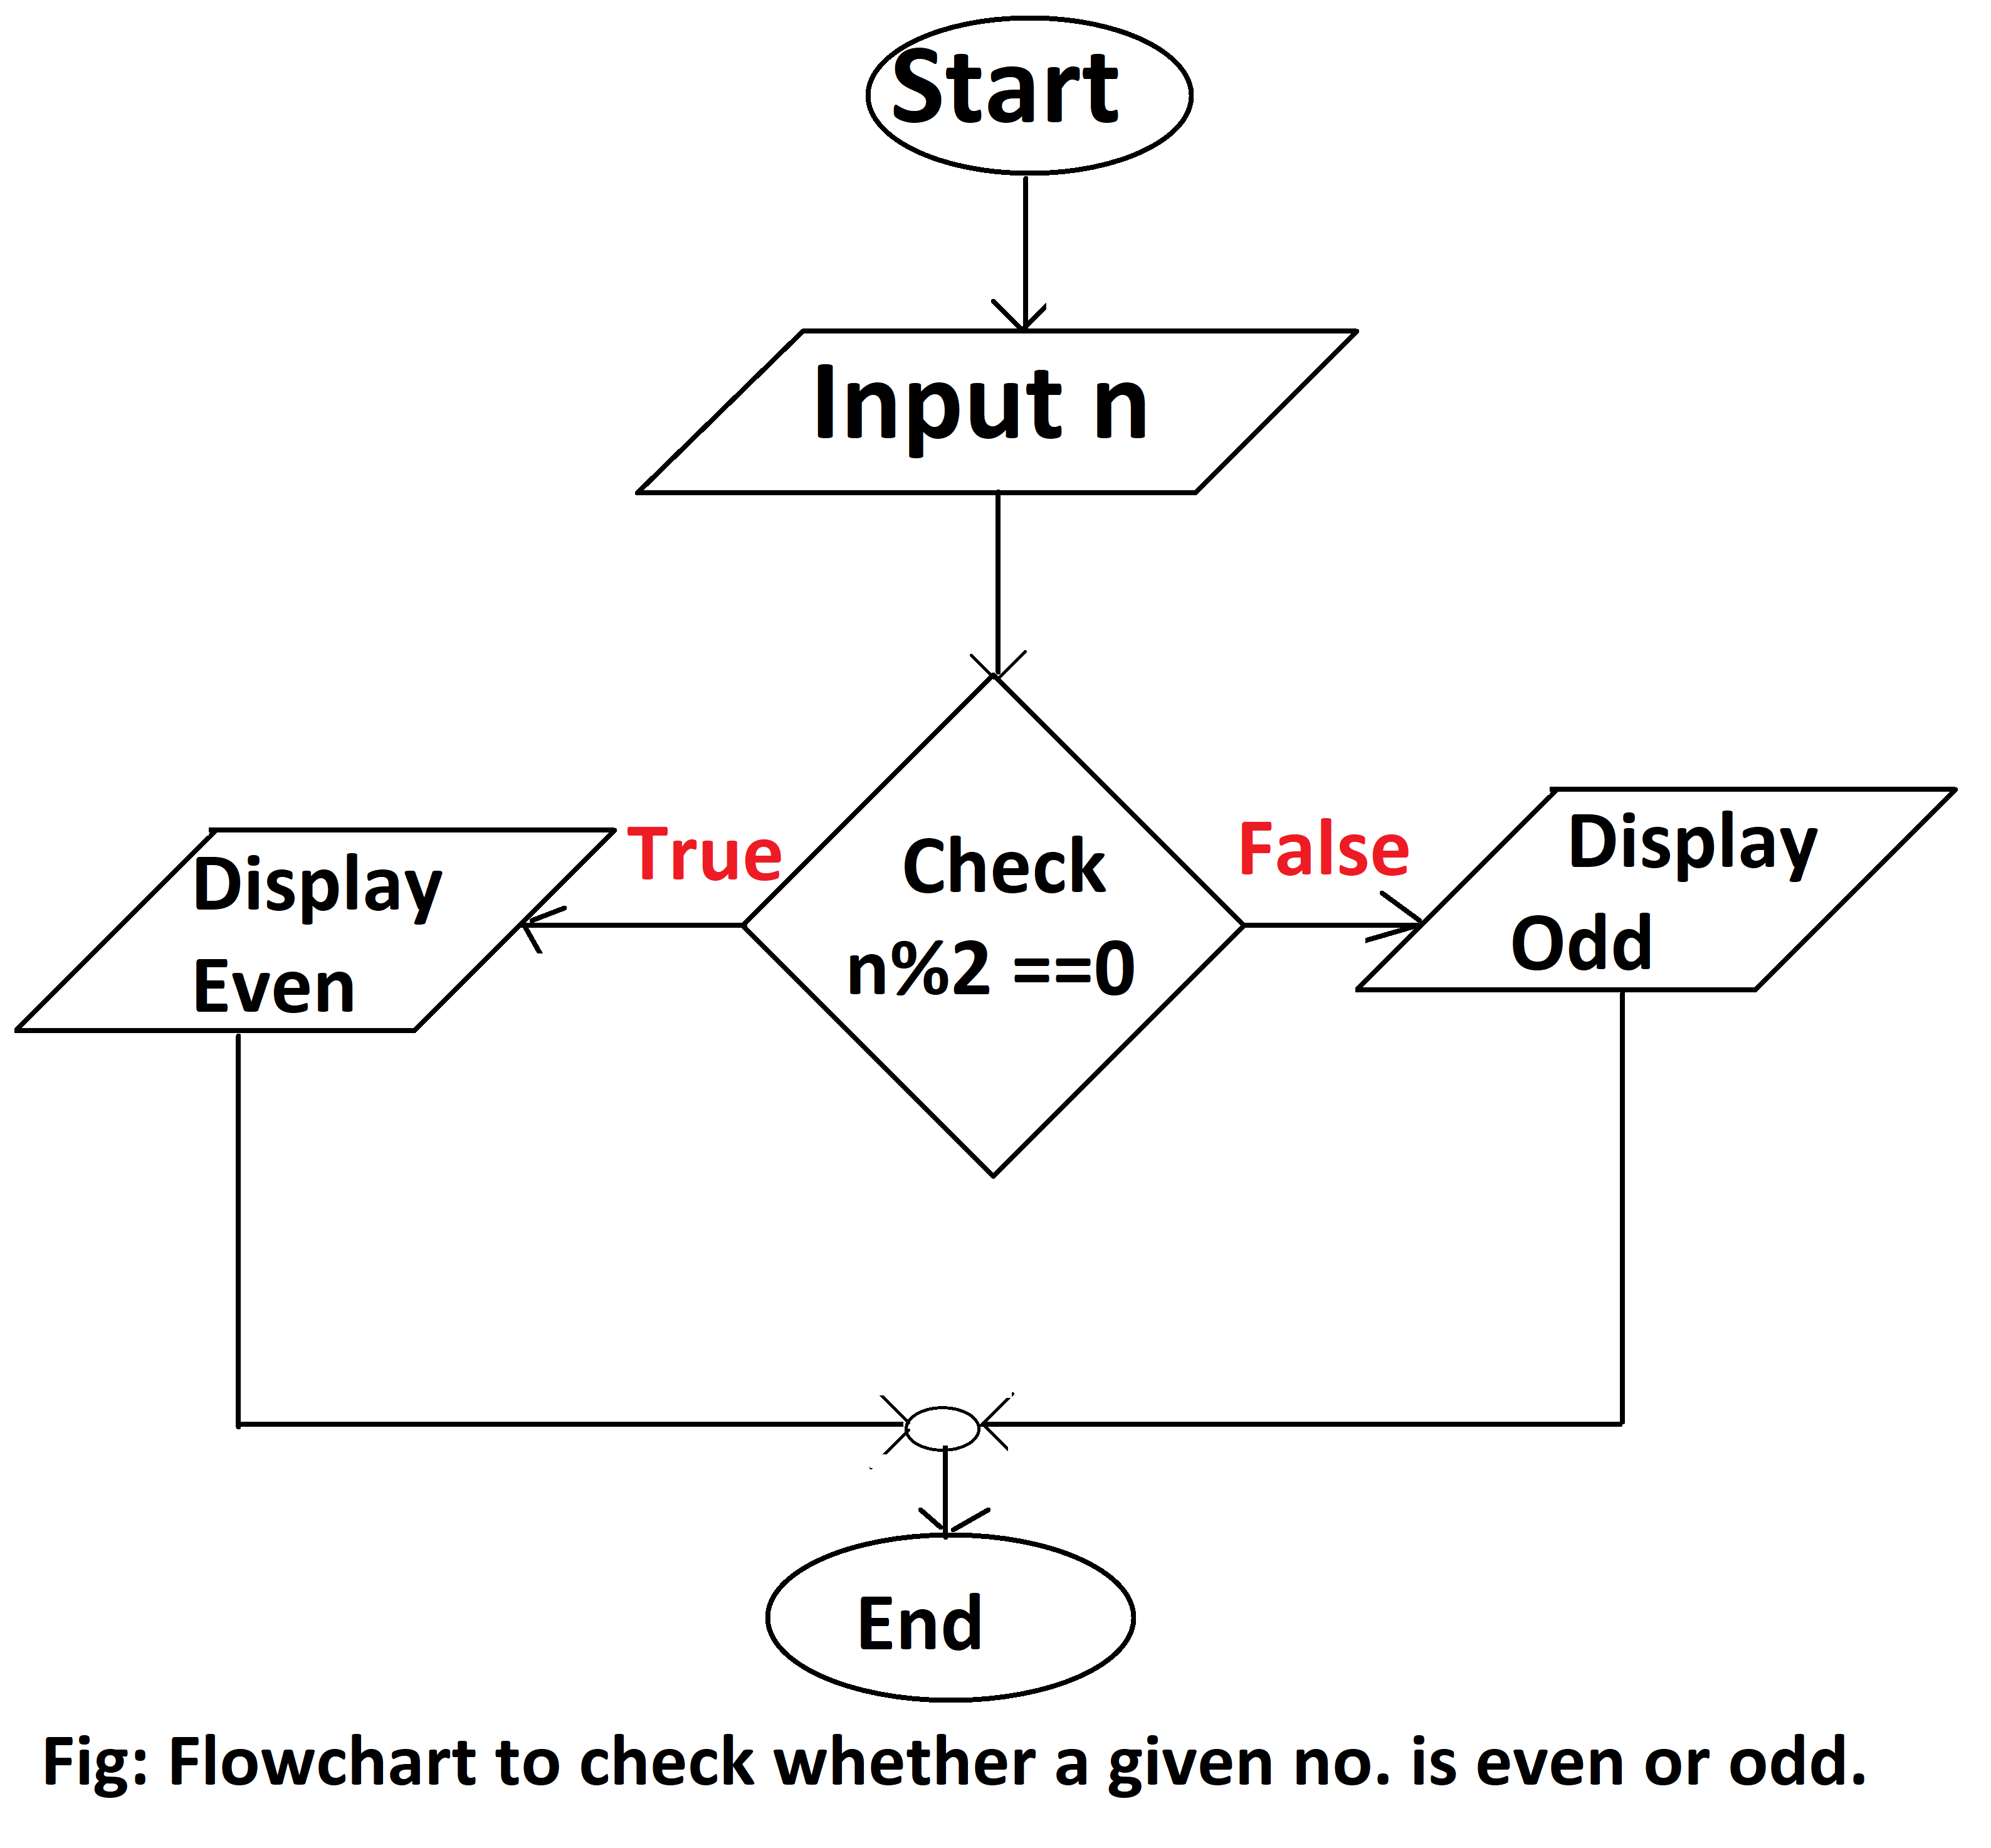 Start
Input n
True
False
Check
n%2 ==0
Display
Even
Display
Odd
End
Fig: Flowchart to check whether a given no. is even or odd.